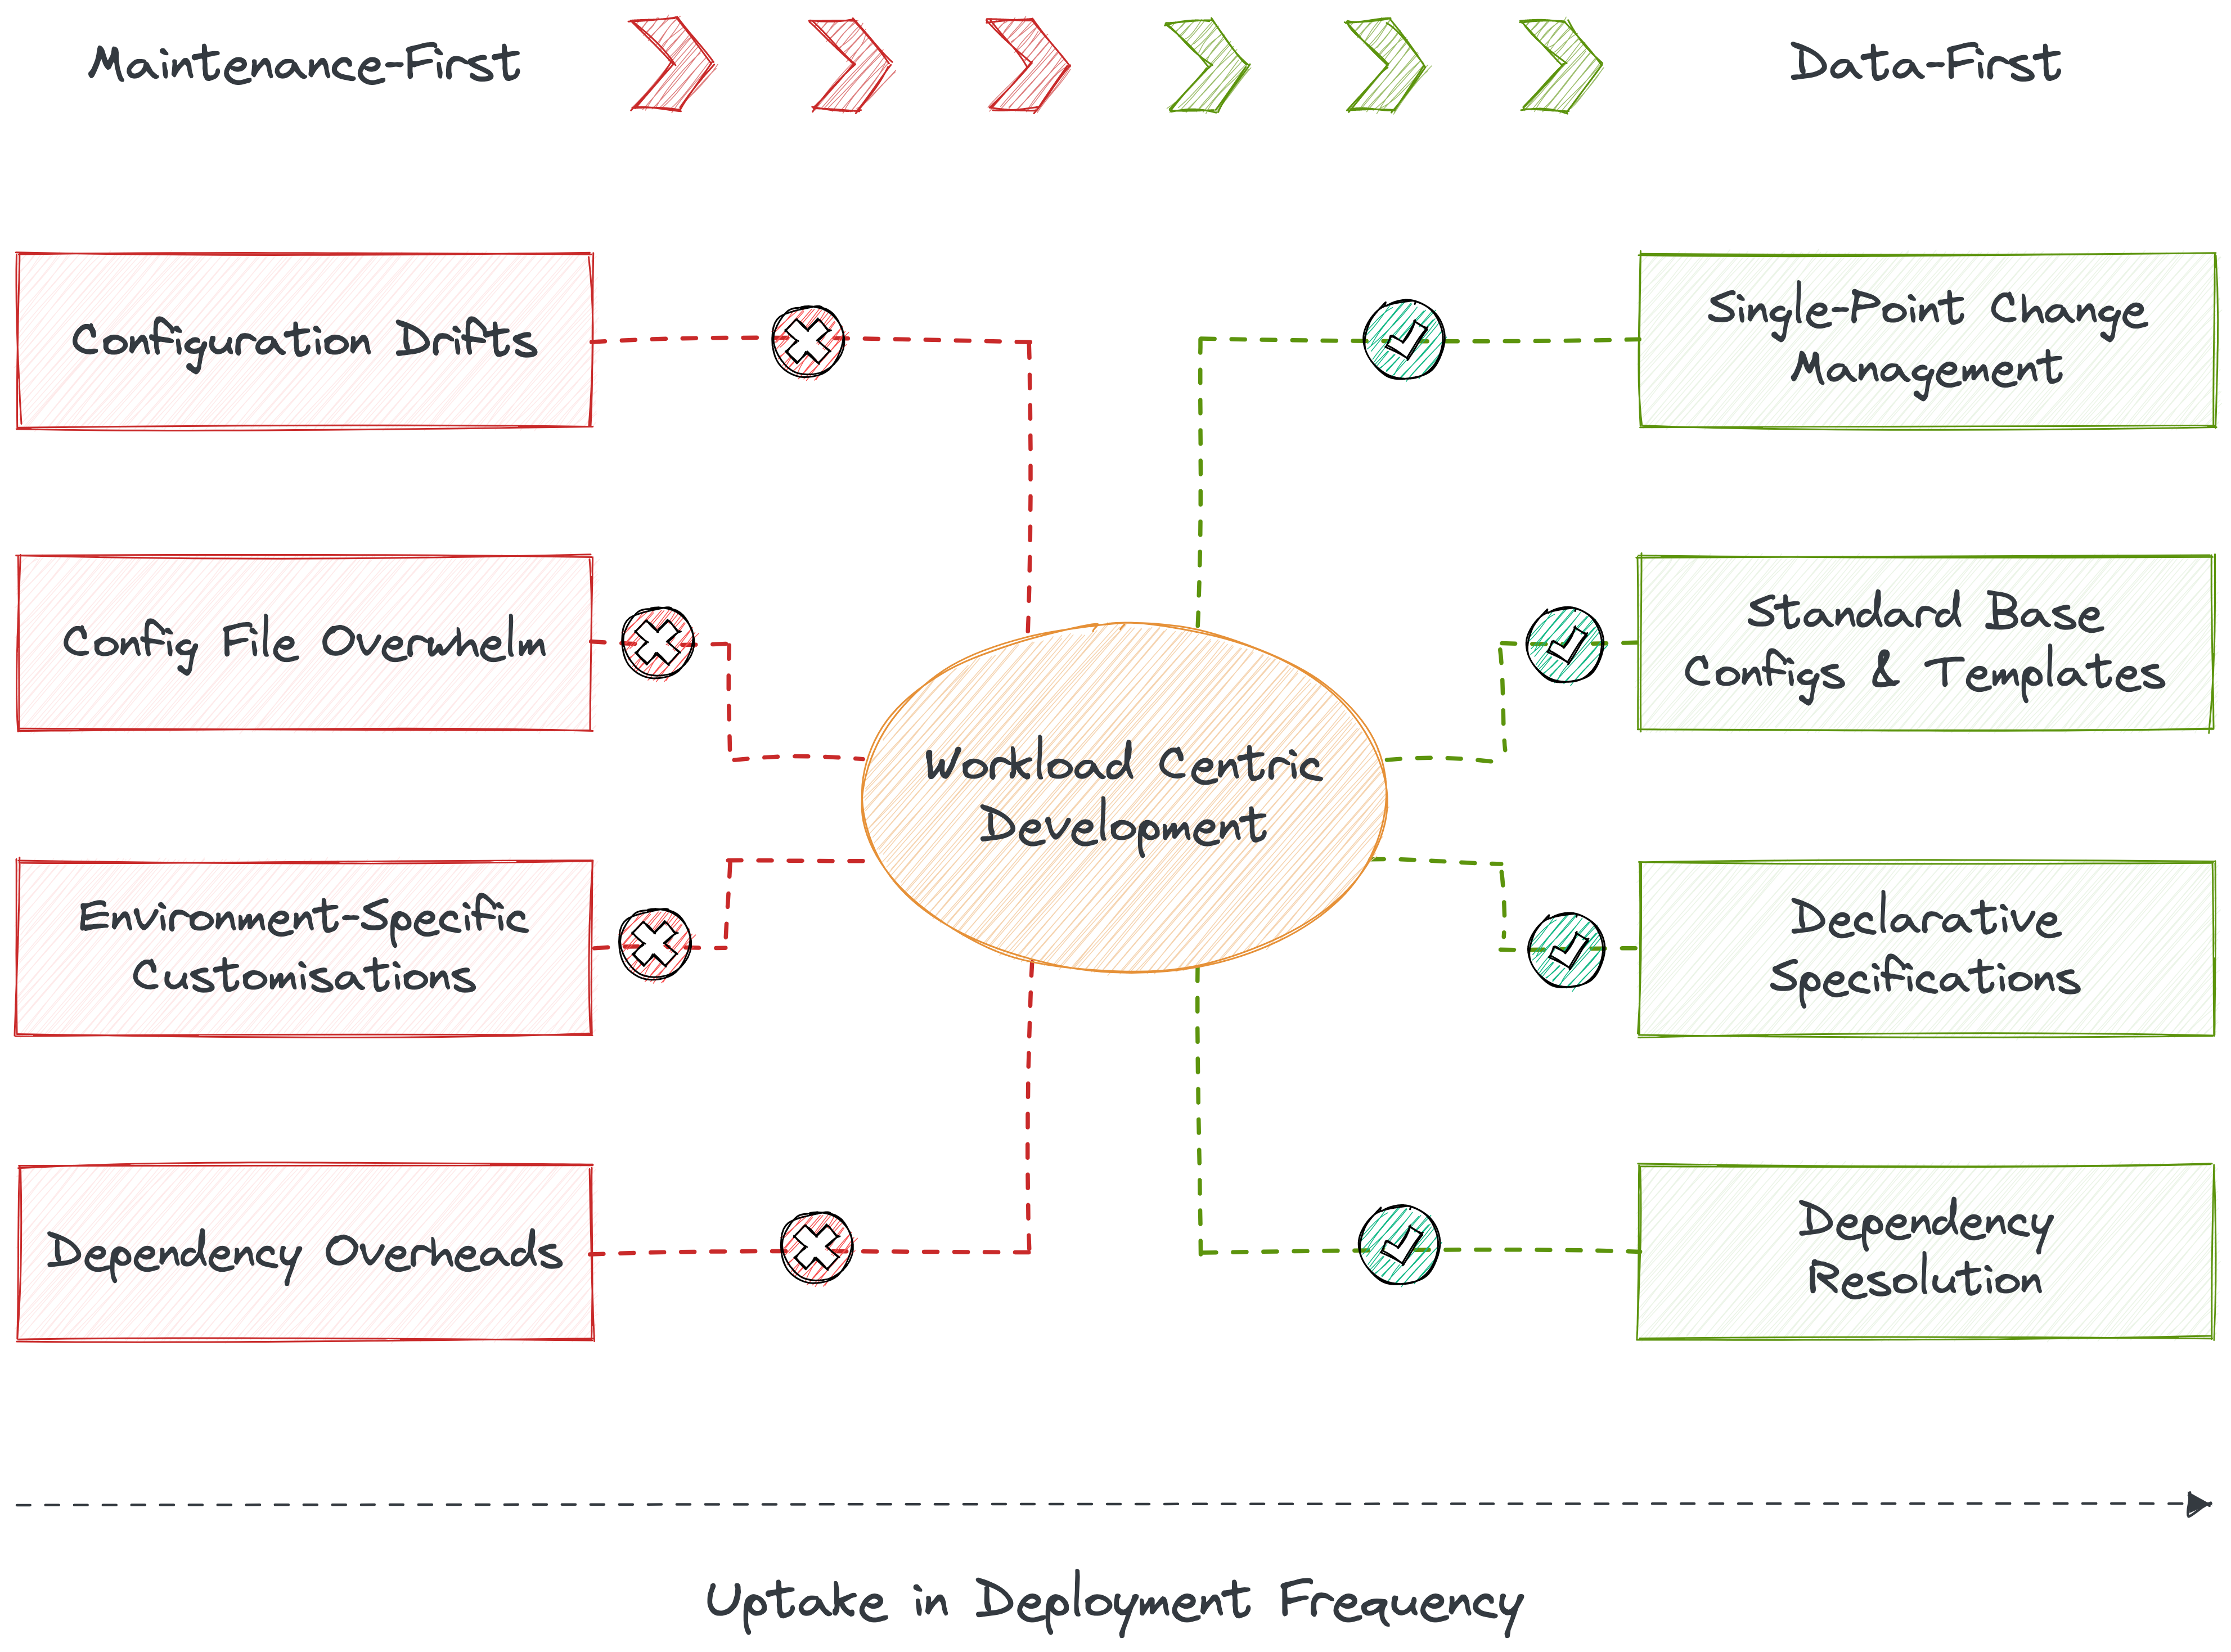 Maintenance-First
Data-First
Configuration Drifts
Single-Point Change
Management
Config File Overwhelm
Standard Base
Configs & Templates
Workload Centric
Development
Environment-Specific
Customisations
Declarative
Specifications
Dependency Overheads
Dependency
Resolution
Uptake in Deployment Frequency